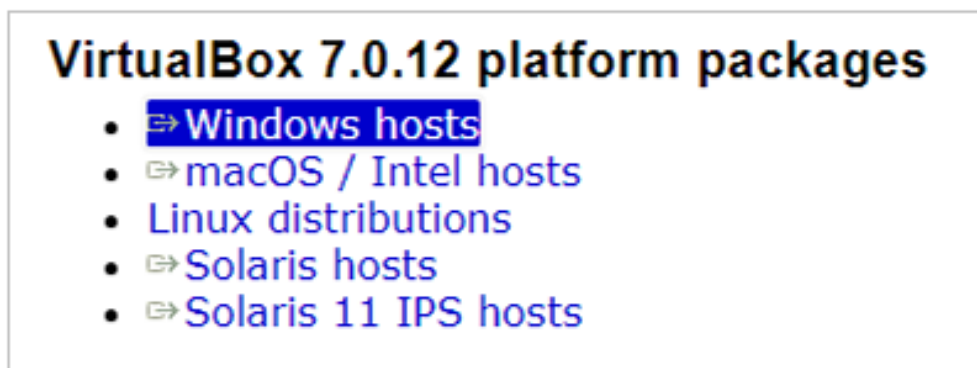 VirtualBox 7.0.12 platform packages
Windows hosts
macOS / Intel hosts
Linux distributions
Solaris hosts
Solaris 11 IPS hosts